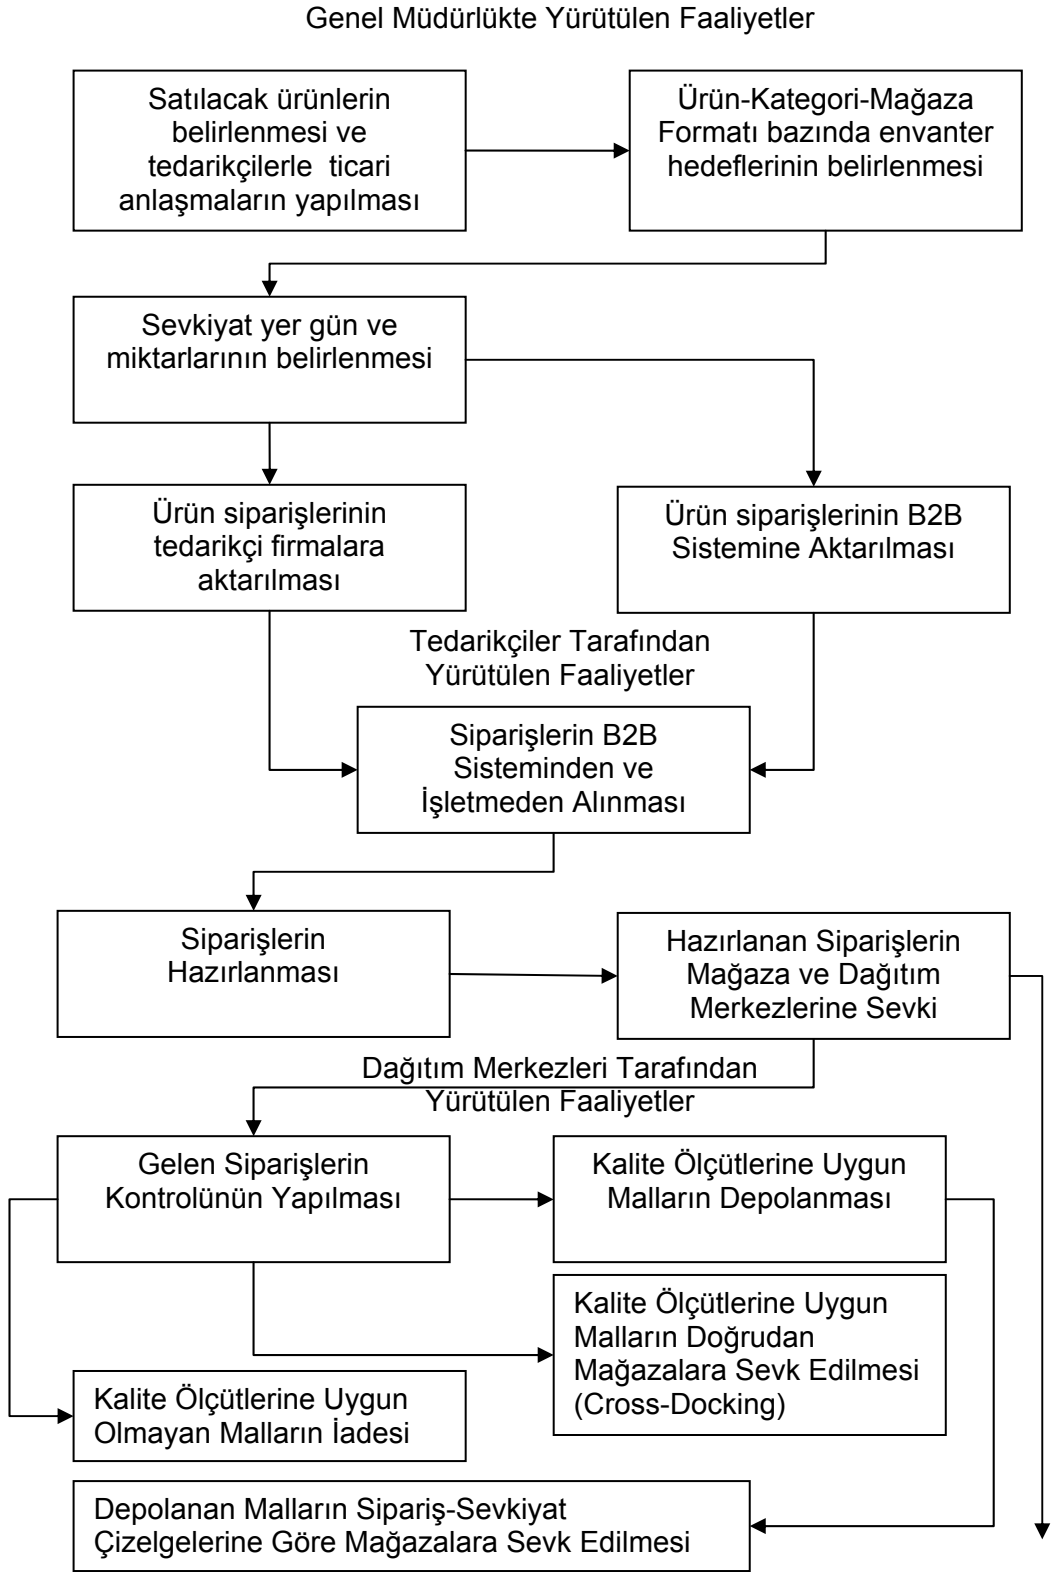 Genel Müdürlükte Yürütülen Faaliyetler
Satılacak ürünlerin
belirlenmesi ve
tedarikçilerle ticari
anlaşmaların yapılması
Ürün-Kategori-Mağaza
Formatı bazında envanter
hedeflerinin belirlenmesi
Sevkiyat yer gün ve
miktarlarının belirlenmesi
Ürün siparişlerinin
tedarikçi firmalara
aktarılması
Ürün siparişlerinin B2B
Sistemine Aktarılması
Tedarikçiler Tarafından
Yürütülen Faaliyetler
Siparişlerin B2B
Sisteminden ve
İşletmeden Alınması
Siparişlerin
Hazırlanması
Hazırlanan Siparişlerin
Mağaza ve Dağıtım
Merkezlerine Sevki
Dağıtım Merkezleri Tarafından
Yürütülen Faaliyetler
Gelen Siparişlerin
Kontrolünün Yapılması
Kalite Ölçütlerine Uygun
Malların Depolanması
Kalite Ölçütlerine Uygun
Malların Doğrudan
Mağazalara Sevk Edilmesi
(Cross-Docking)
Kalite Ölçütlerine Uygun
Olmayan Malların İadesi
Depolanan Malların Sipariş-Sevkiyat
Çizelgelerine Göre Mağazalara Sevk Edilmesi